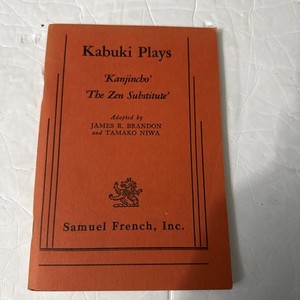 Kabuki Plays
'Kanjincho'
'The Zen Substitute'
Adapted by
JAMES R. BRANDON
and TAMAKO NIWA
Samuel French, Inc.